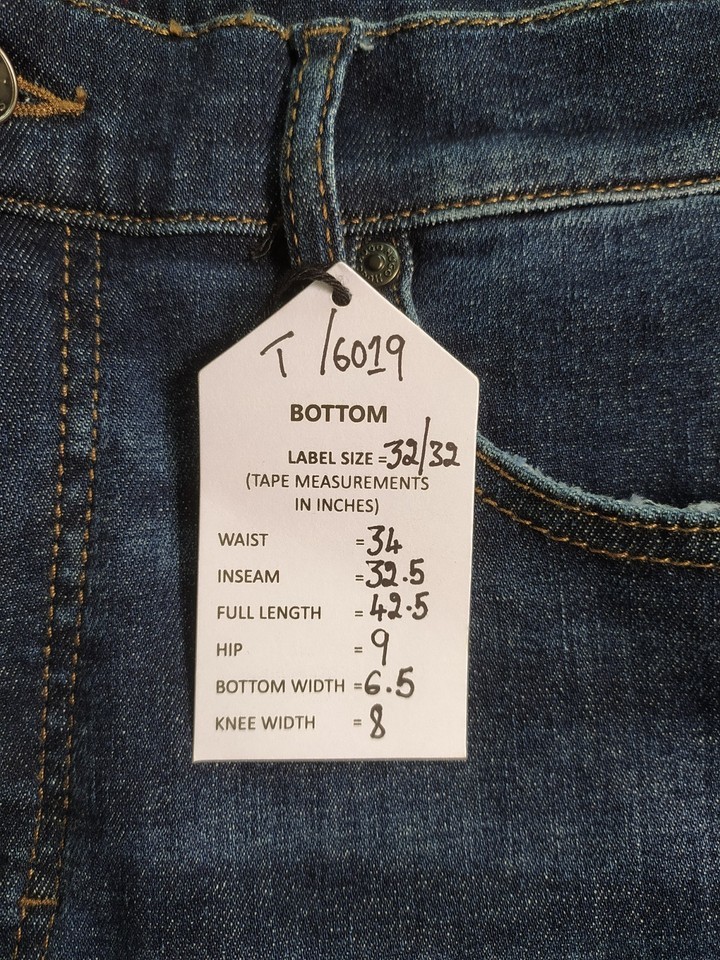 T/6019
BOTTOM
LABEL SIZE =32/32
(TAPE MEASUREMENTS
IN INCHES)
WAIST =34
INSEAM =32.5
FULL LENGTH =42.5
HIP =9
BOTTOM WIDTH =6.5
KNEE WIDTH =8